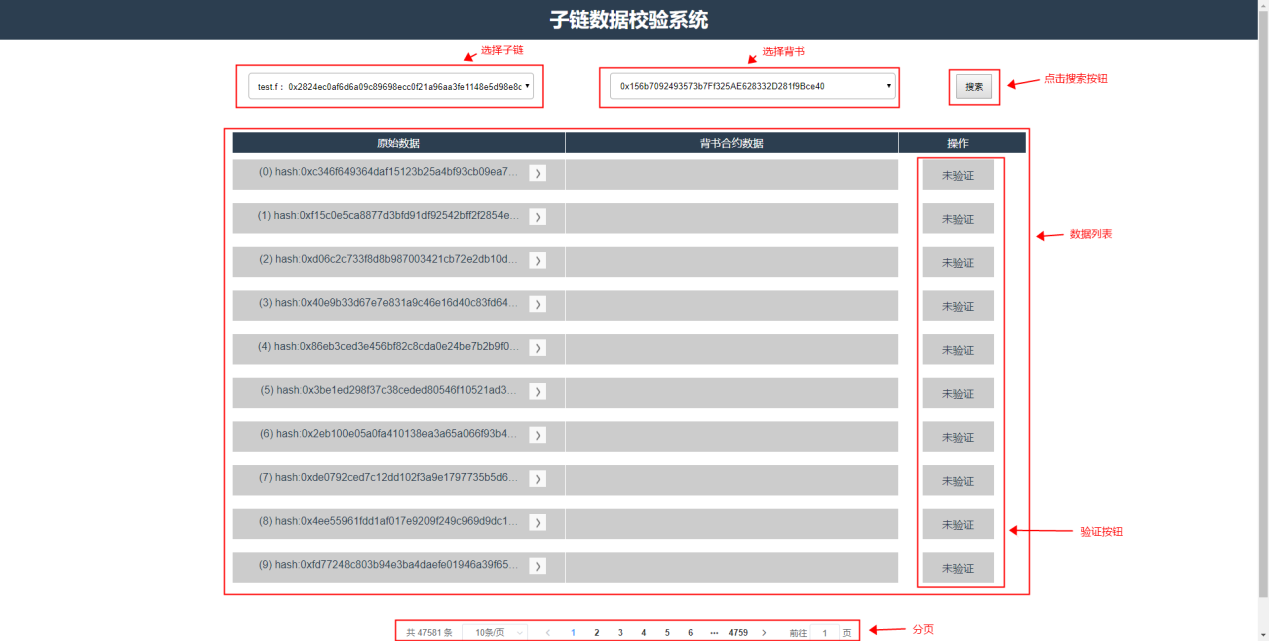 子链数据校验系统
选择子链
选择背书
test.f： 0x2824ec0af6d6a09c89698ecc0f21a96aa3fe1148e5d98e8c
0x156b7092493573b7Ff325AE628332D281f9Bce40
搜索
点击搜索按钮
原始数据 背书合约数据 操作
(0) hash:0xc346f649364daf15123b25a4bf93cb09ea7... 未验证
(1) hash:0xf15c0e5ca8877d3bfd91df92542bff2f2854e... 未验证
数据列表
(2) hash:0xd06c2c733f8d8b987003421cb72e2db10d... 未验证
(3) hash:0x40e9b33d67e7e831a9c46e16d40c83fd64... 未验证
(4) hash:0x86eb3ced3e456bf82c8cda0e24be7b2b9f0... 未验证
(5) hash:0x3be1ed298f37c38ceded80546f10521ad3... 未验证
(6) hash:0x2eb100e05a0fa410138ea3a65a066f93b4... 未验证
(7) hash:0xde0792ced7c12dd102f3a9e1797735b5d6... 未验证
(8) hash:0x4ee55961fdd1af017e9209f249c969d9dc1... 未验证
验证按钮
(9) hash:0xfd77248c803b94e3ba4daefe01946a39f65... 未验证
共 47581 条 10条/页 < 1 2 3 4 5 6 ... 4759 > 前往 1 页
分页